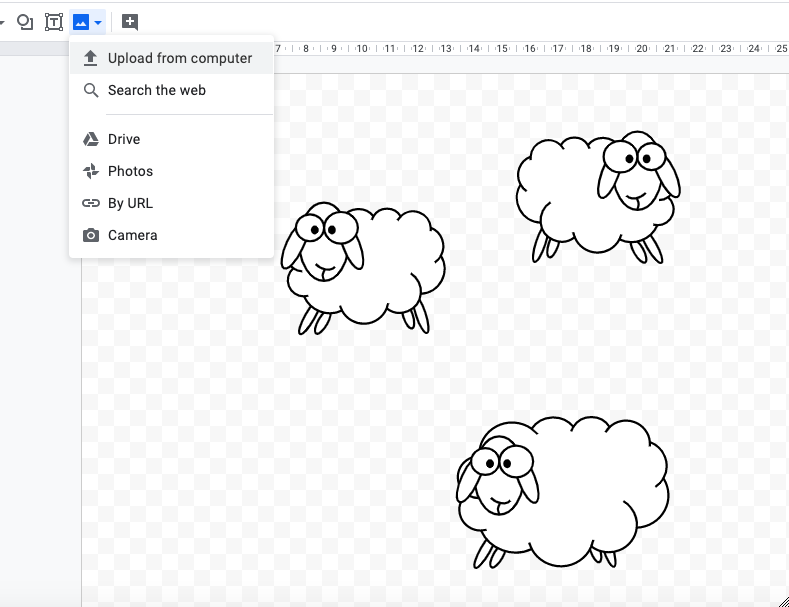 T
7 8 9 10 11 12 13 14 15 16 17 18 19 20 21 22 23 24 25
Upload from computer
Search the web
Drive
Photos
By URL
Camera